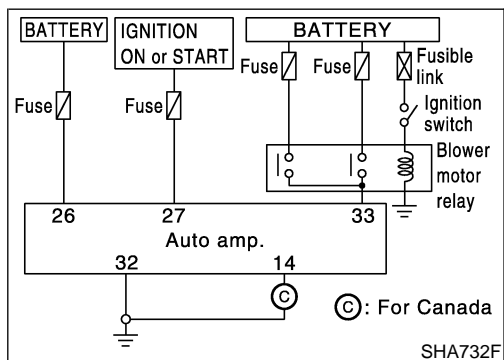 BATTERY
IGNITION
ON or START
BATTERY
Fuse
Fuse
Fuse
Fuse
Fusible
link
Ignition
switch
Blower
motor
relay
26
27
33
Auto amp.
32
14
C
C : For Canada
SHA732F